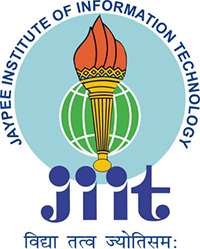 JAYPEE INSTITUTE OF INFORMATION TECHNOLOGY
jiit
विद्या तत्व ज्योतिसमः